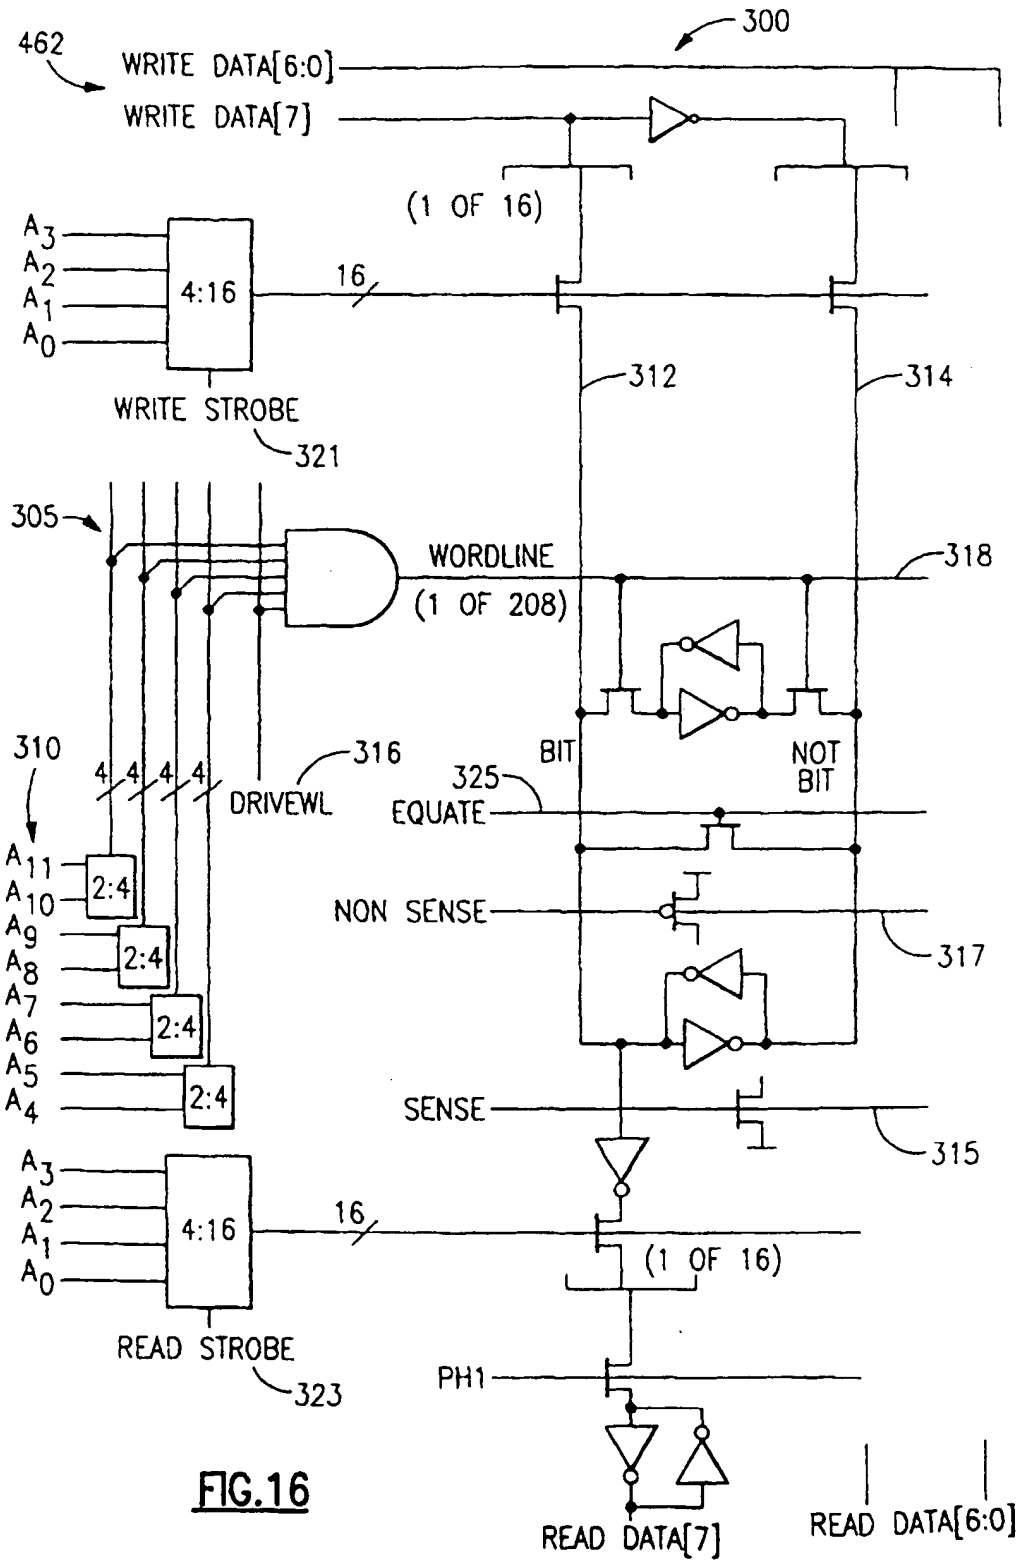 300
462
WRITE DATA[6:0]
WRITE DATA[7]
(1 OF 16)
A3
A2
A1
A0
4:16
16
WRITE STROBE
321
312
314
305
WORDLINE
(1 OF 208)
318
310
4 4 4 4
DRIVEWL
316
BIT
NOT
BIT
325
EQUATE
A11
A10
2:4
NON SENSE
317
A9
A8
2:4
A7
A6
2:4
A5
A4
2:4
SENSE
315
A3
A2
A1
A0
4:16
16
(1 OF 16)
READ STROBE
323
PH1
FIG.16
READ DATA[7]
READ DATA[6:0]